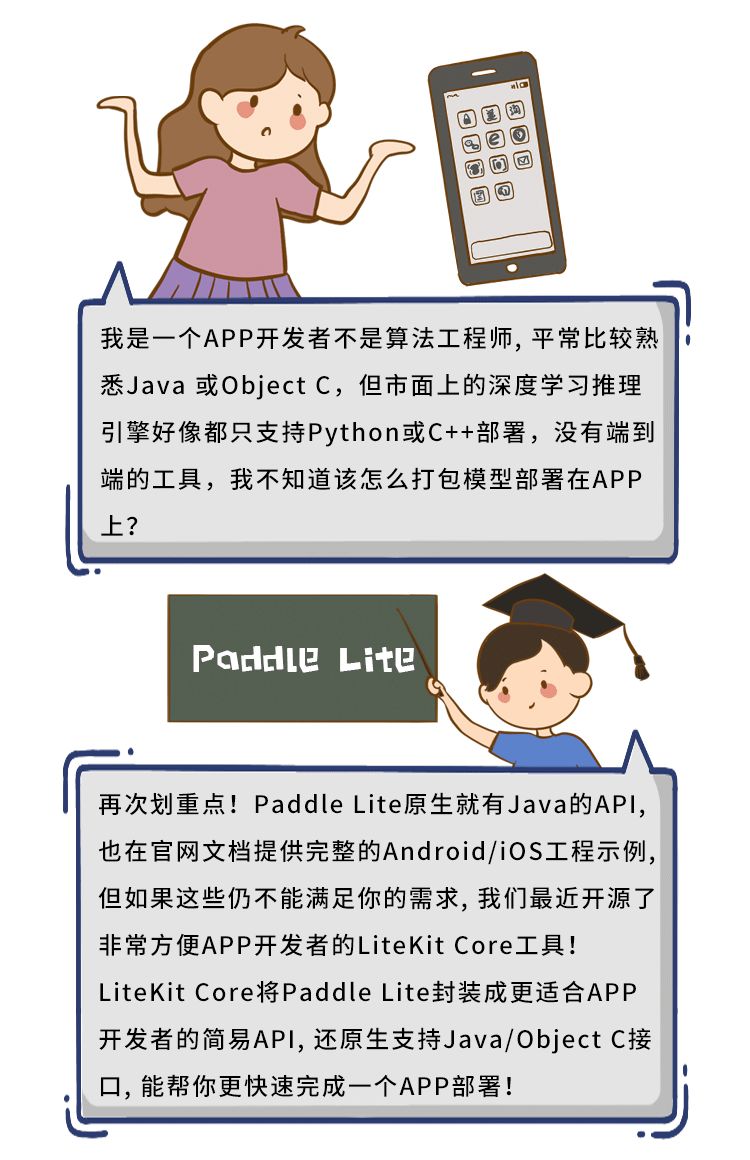 我是一个APP开发者不是算法工程师, 平常比较熟
悉Java 或Object C，但市面上的深度学习推理
引擎好像都只支持Python或C++部署，没有端到
端的工具，我不知道该怎么打包模型部署在APP
上？
Paddle Lite
再次划重点！Paddle Lite原生就有Java的API,
也在官网文档提供完整的Android/iOS工程示例,
但如果这些仍不能满足你的需求, 我们最近开源了
非常方便APP开发者的LiteKit Core工具！
LiteKit Core将Paddle Lite封装成更适合APP
开发者的简易API, 还原生支持Java/Object C接
口, 能帮你更快速完成一个APP部署！